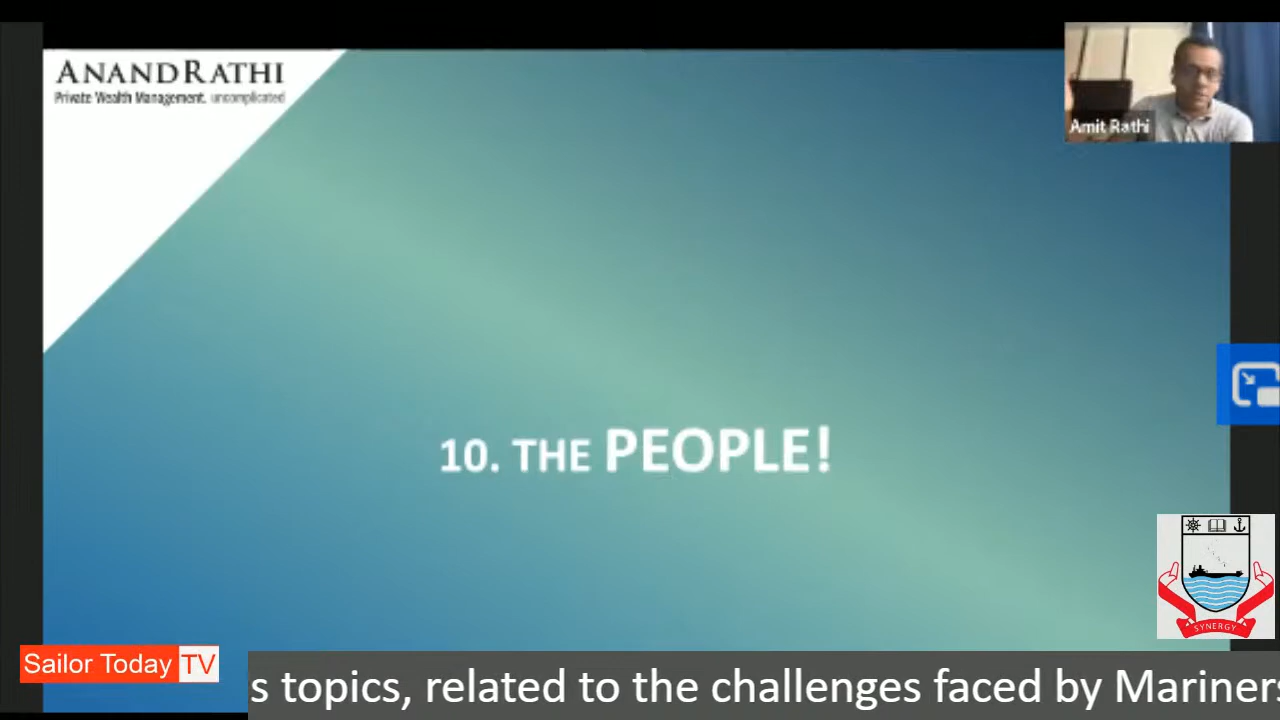 ANANDRATHI
Private Wealth Management. uncomplicated
Amit Rathi
10. THE PEOPLE!
SYNERGY
Sailor Today TV
s topics, related to the challenges faced by Mariners